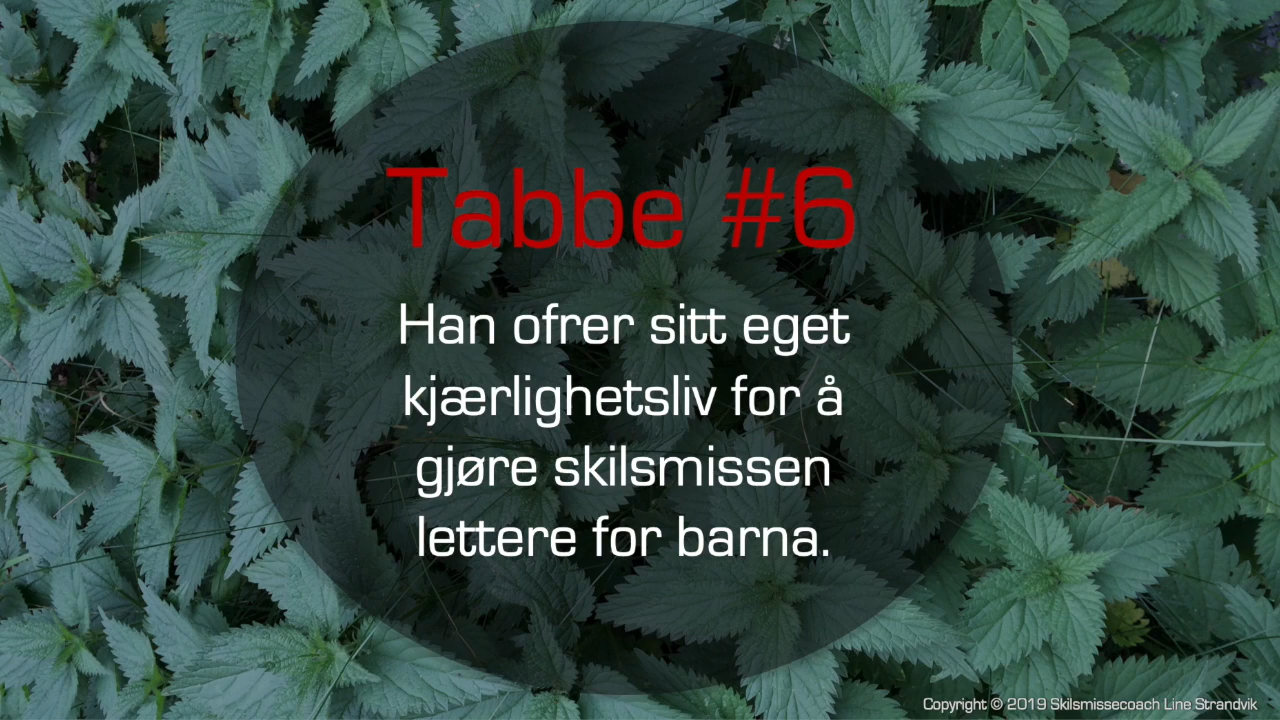 Tabbe #6
Han ofrer sitt eget
kjærlighetsliv for å
gjøre skilsmissen
lettere for barna.
Copyright © 2019 Skilsmissecoach Line Strandvik